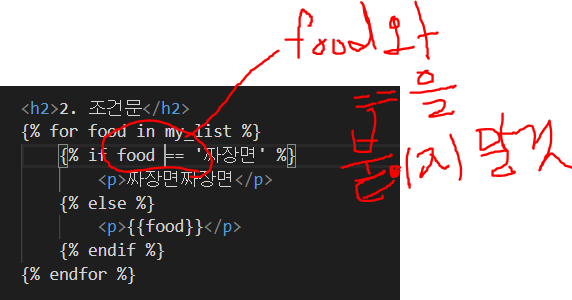 food와
==을
붙이지 말것
<h2>2. 조건문</h2>
{% for food in my_list %}
{% if food == '짜장면' %}
<p>짜장면짜장면</p>
{% else %}
<p>{{food}}</p>
{% endif %}
{% endfor %}